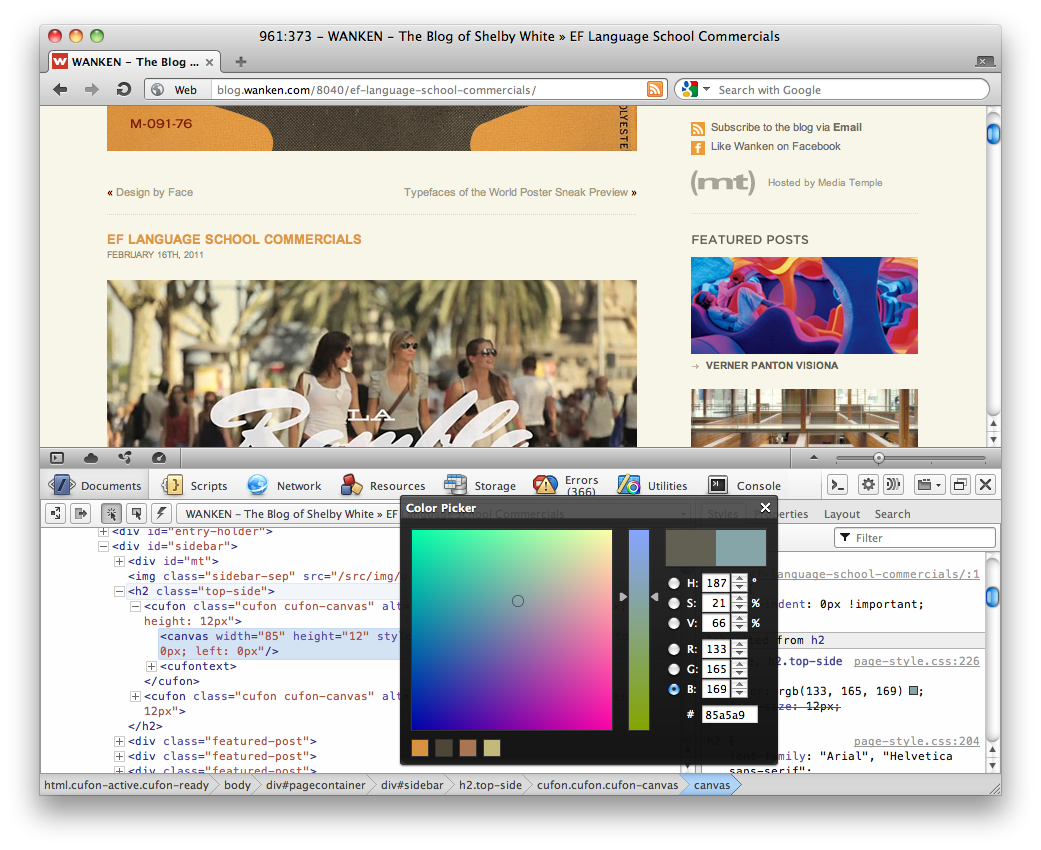 961:373 – WANKEN – The Blog of Shelby White » EF Language School Commercials
W WANKEN – The Blog ...
Web blog.wanken.com/8040/ef-language-school-commercials/ Search with Google
M-091-76
OLYESTE
Subscribe to the blog via Email
Like Wanken on Facebook
(mt) Hosted by Media Temple
« Design by Face
Typefaces of the World Poster Sneak Preview »
EF LANGUAGE SCHOOL COMMERCIALS
FEBRUARY 16TH, 2011
LA
Rambla
FEATURED POSTS
→ VERNER PANTON VISIONA
Documents Scripts Network Resources Storage Errors (366) Utilities Console
WANKEN – The Blog of Shelby White » EF Language School Commercials
Styles Properties Layout Search
Filter
<div id="entry-holder">
<div id="sidebar">
<div id="mt">
<img class="sidebar-sep" src="/src/img/
<h2 class="top-side">
<cufon class="cufon cufon-canvas" alt
height: 12px">
<canvas width="85" height="12" sty
0px; left: 0px"/>
<cufontext>
</cufon>
<cufon class="cufon cufon-canvas" alt
12px">
</h2>
<div class="featured-post">
<div class="featured-post">
<div class="featured-post">
Color Picker
H: 187 °
S: 21 %
V: 66 %
R: 133
G: 165
B: 169
# 85a5a9
language-school-commercials/:1
indent: 0px !important;
from h2
h2.top-side page-style.css:226
rgb(133, 165, 169) ;
size: 12px;
page-style.css:204
family: "Arial", "Helvetica
sans-serif";
html.cufon-active.cufon-ready body div#pagecontainer div#sidebar h2.top-side cufon.cufon.cufon-canvas canvas